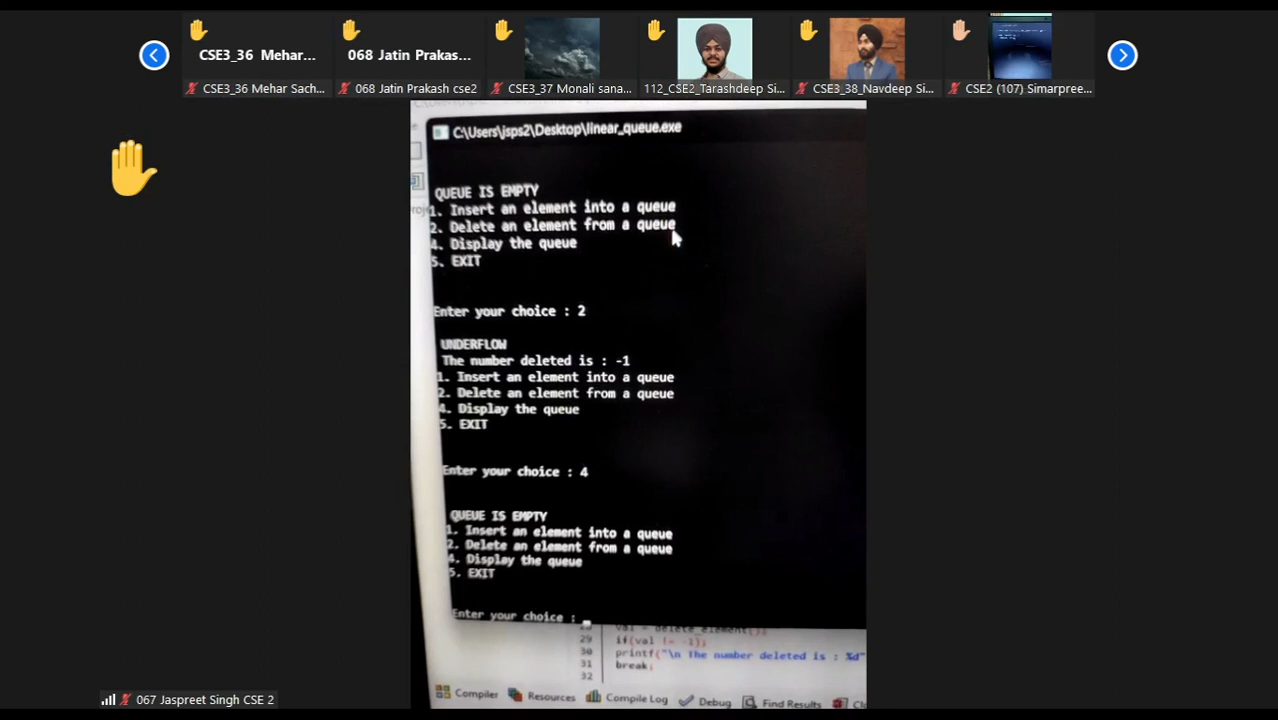 CSE3_36 Mehar...
068 Jatin Prakas...
CSE3_36 Mehar Sach...
068 Jatin Prakash cse2
CSE3_37 Monali sana...
112_CSE2_Tarashdeep Si...
CSE3_38_Navdeep Si...
CSE2 (107) Simarpree...
C:\Users\jsps2\Desktop\linear_queue.exe
QUEUE IS EMPTY
1. Insert an element into a queue
2. Delete an element from a queue
4. Display the queue
5. EXIT
Enter your choice : 2
UNDERFLOW
The number deleted is : -1
1. Insert an element into a queue
2. Delete an element from a queue
4. Display the queue
5. EXIT
Enter your choice : 4
QUEUE IS EMPTY
1. Insert an element into a queue
2. Delete an element from a queue
4. Display the queue
5. EXIT
Enter your choice :
val = delete_element();
29 if(val != -1);
30 printf("\n The number deleted is : %d"
31 break;
32
Compiler Resources Compile Log Debug Find Results
067 Jaspreet Singh CSE 2